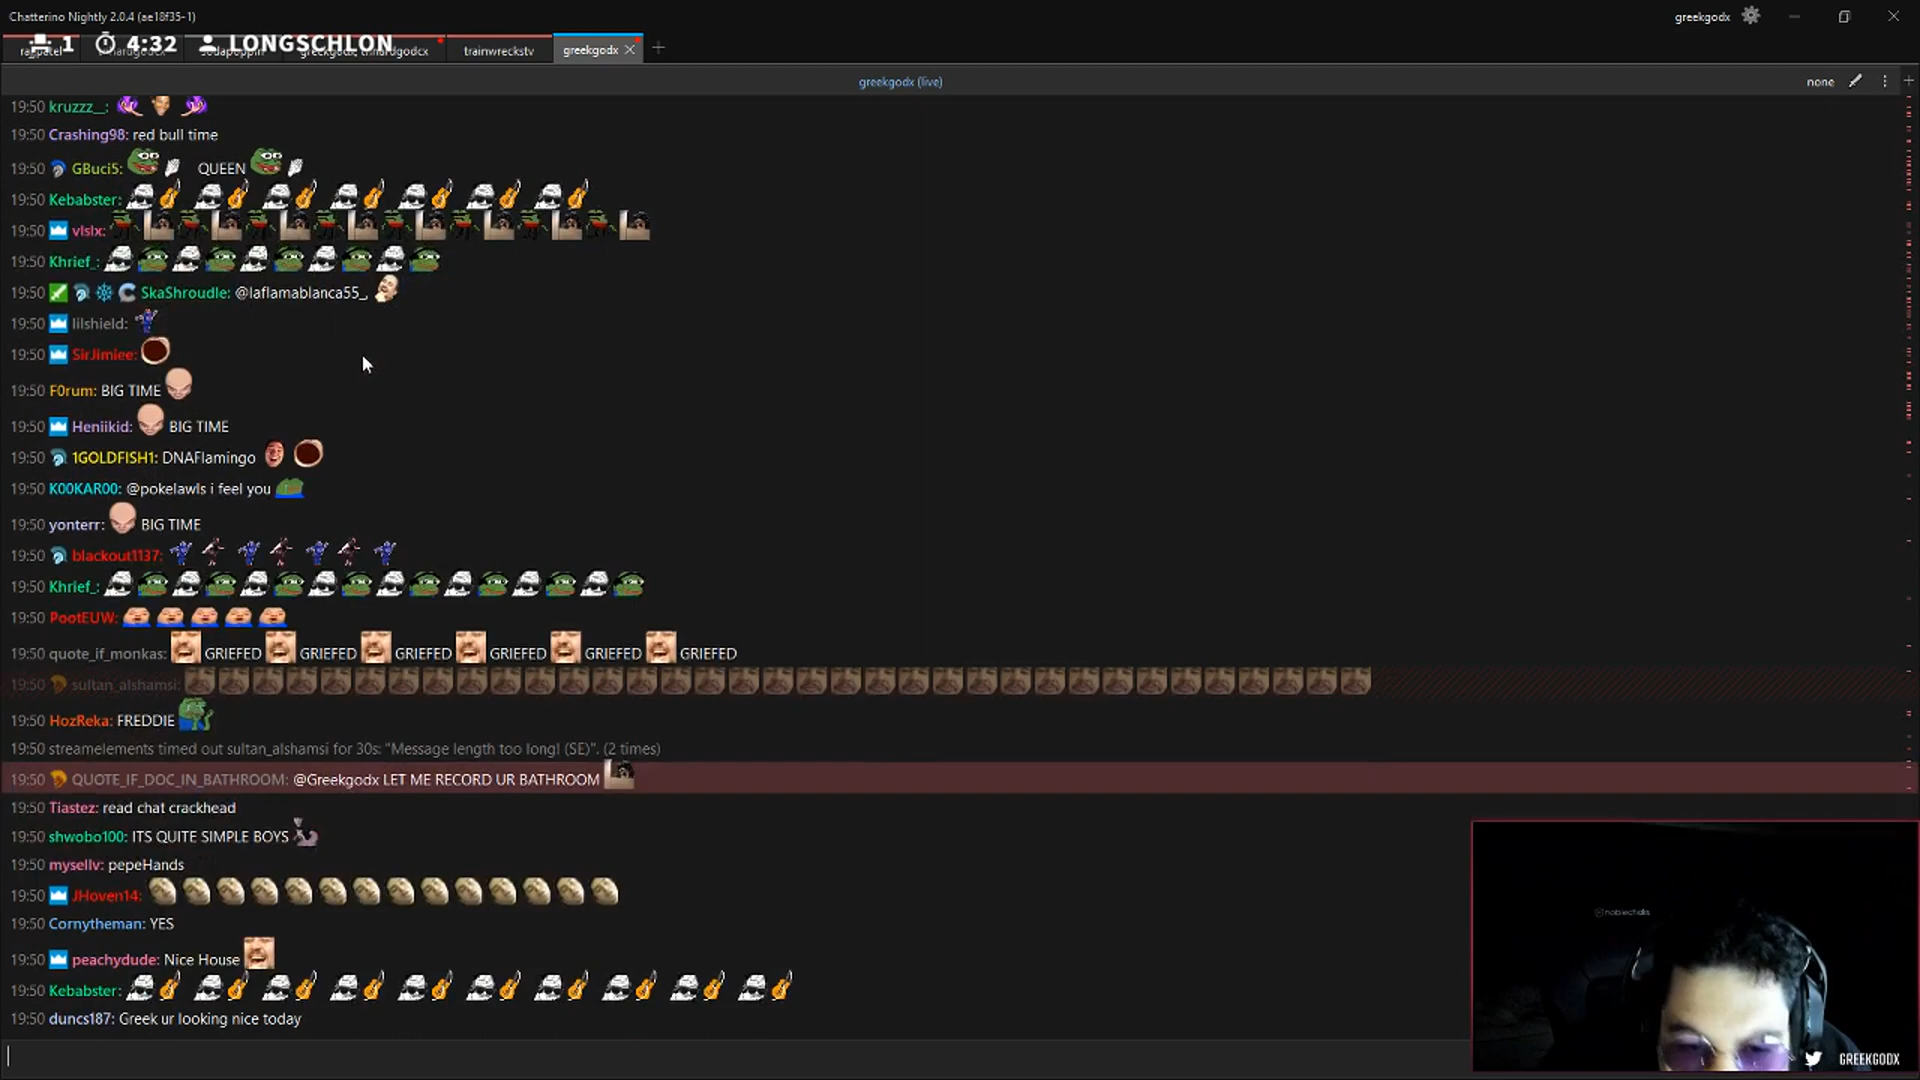 Chatterino Nightly 2.0.4 (ae18f35-1)
greekgodx
1 4:32 LONGSCHLON
sodapoppin
trainwreckstv
greekgodx
greekgodx (live)
none
19:50 kruzzz__:
19:50 Crashing98: red bull time
19:50 GBuci5: QUEEN
19:50 Kebabster:
19:50 vlslx:
19:50 Khrief_:
19:50 SkaShroudle: @laflamablanca55_,
19:50 lilshield:
19:50 SirJimiee:
19:50 F0rum: BIG TIME
19:50 Heniikid: BIG TIME
19:50 1GOLDFISH1: DNAFlamingo
19:50 K00KAR00: @pokelawls i feel you
19:50 yonterr: BIG TIME
19:50 blackout1137:
19:50 Khrief_:
19:50 PootEUW:
19:50 quote_if_monkas: GRIEFED GRIEFED GRIEFED GRIEFED GRIEFED GRIEFED
19:50 sultan_alshamsi:
19:50 HozReka: FREDDIE
19:50 streamelements timed out sultan_alshamsi for 30s: "Message length too long! (SE)". (2 times)
19:50 QUOTE_IF_DOC_IN_BATHROOM: @Greekgodx LET ME RECORD UR BATHROOM
19:50 Tiastez: read chat crackhead
19:50 shwobo100: ITS QUITE SIMPLE BOYS
19:50 mysellv: pepeHands
19:50 JHoven14:
19:50 Cornytheman: YES
19:50 peachydude: Nice House
19:50 Kebabster:
19:50 duncs187: Greek ur looking nice today
noblechairs
GREEKGODX